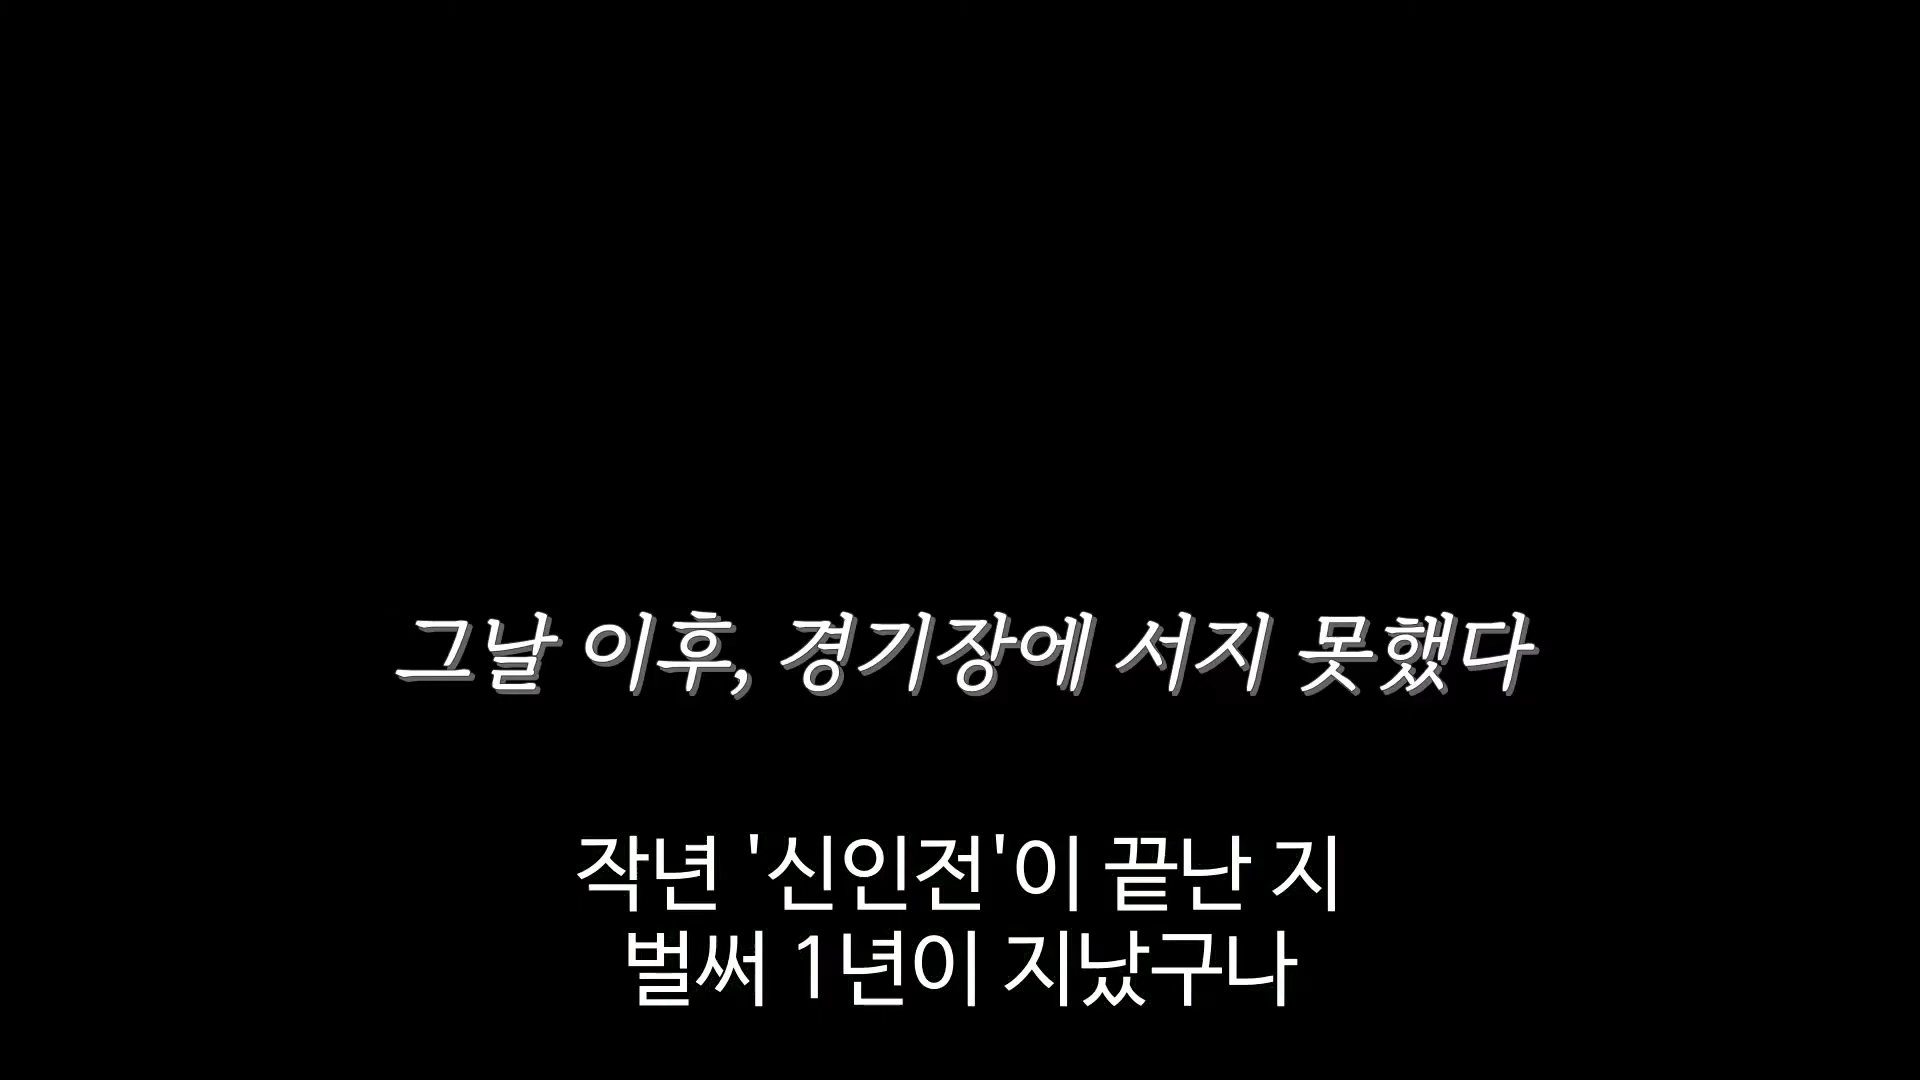 그날 이후, 경기장에 서지 못했다
작년 '신인전'이 끝난 지
벌써 1년이 지났구나